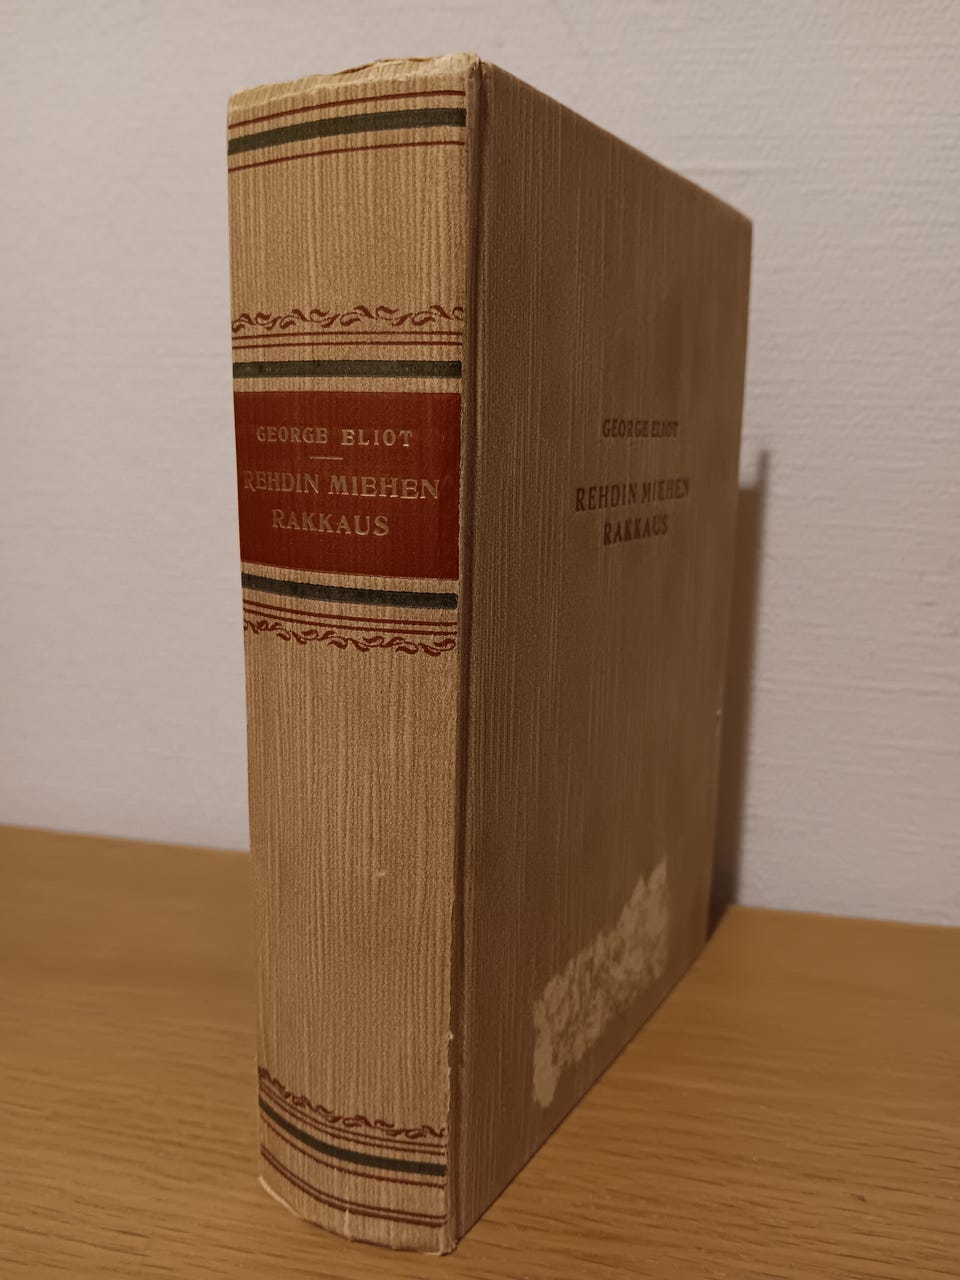 GEORGE ELIOT
REHDIN MIEHEN
RAKKAUS
GEORGE ELIOT
REHDIN MIEHEN
RAKKAUS